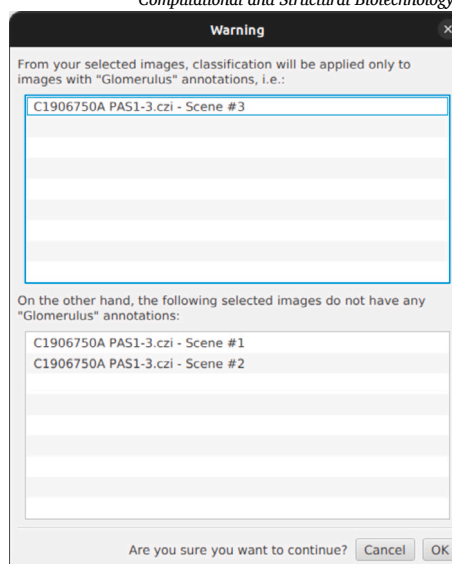 Computational and Structural Biotechnology
Warning
From your selected images, classification will be applied only to
images with "Glomerulus" annotations, i.e.:
C1906750A PAS1-3.czi - Scene #3
On the other hand, the following selected images do not have any
"Glomerulus" annotations:
C1906750A PAS1-3.czi - Scene #1
C1906750A PAS1-3.czi - Scene #2
Are you sure you want to continue? Cancel OK